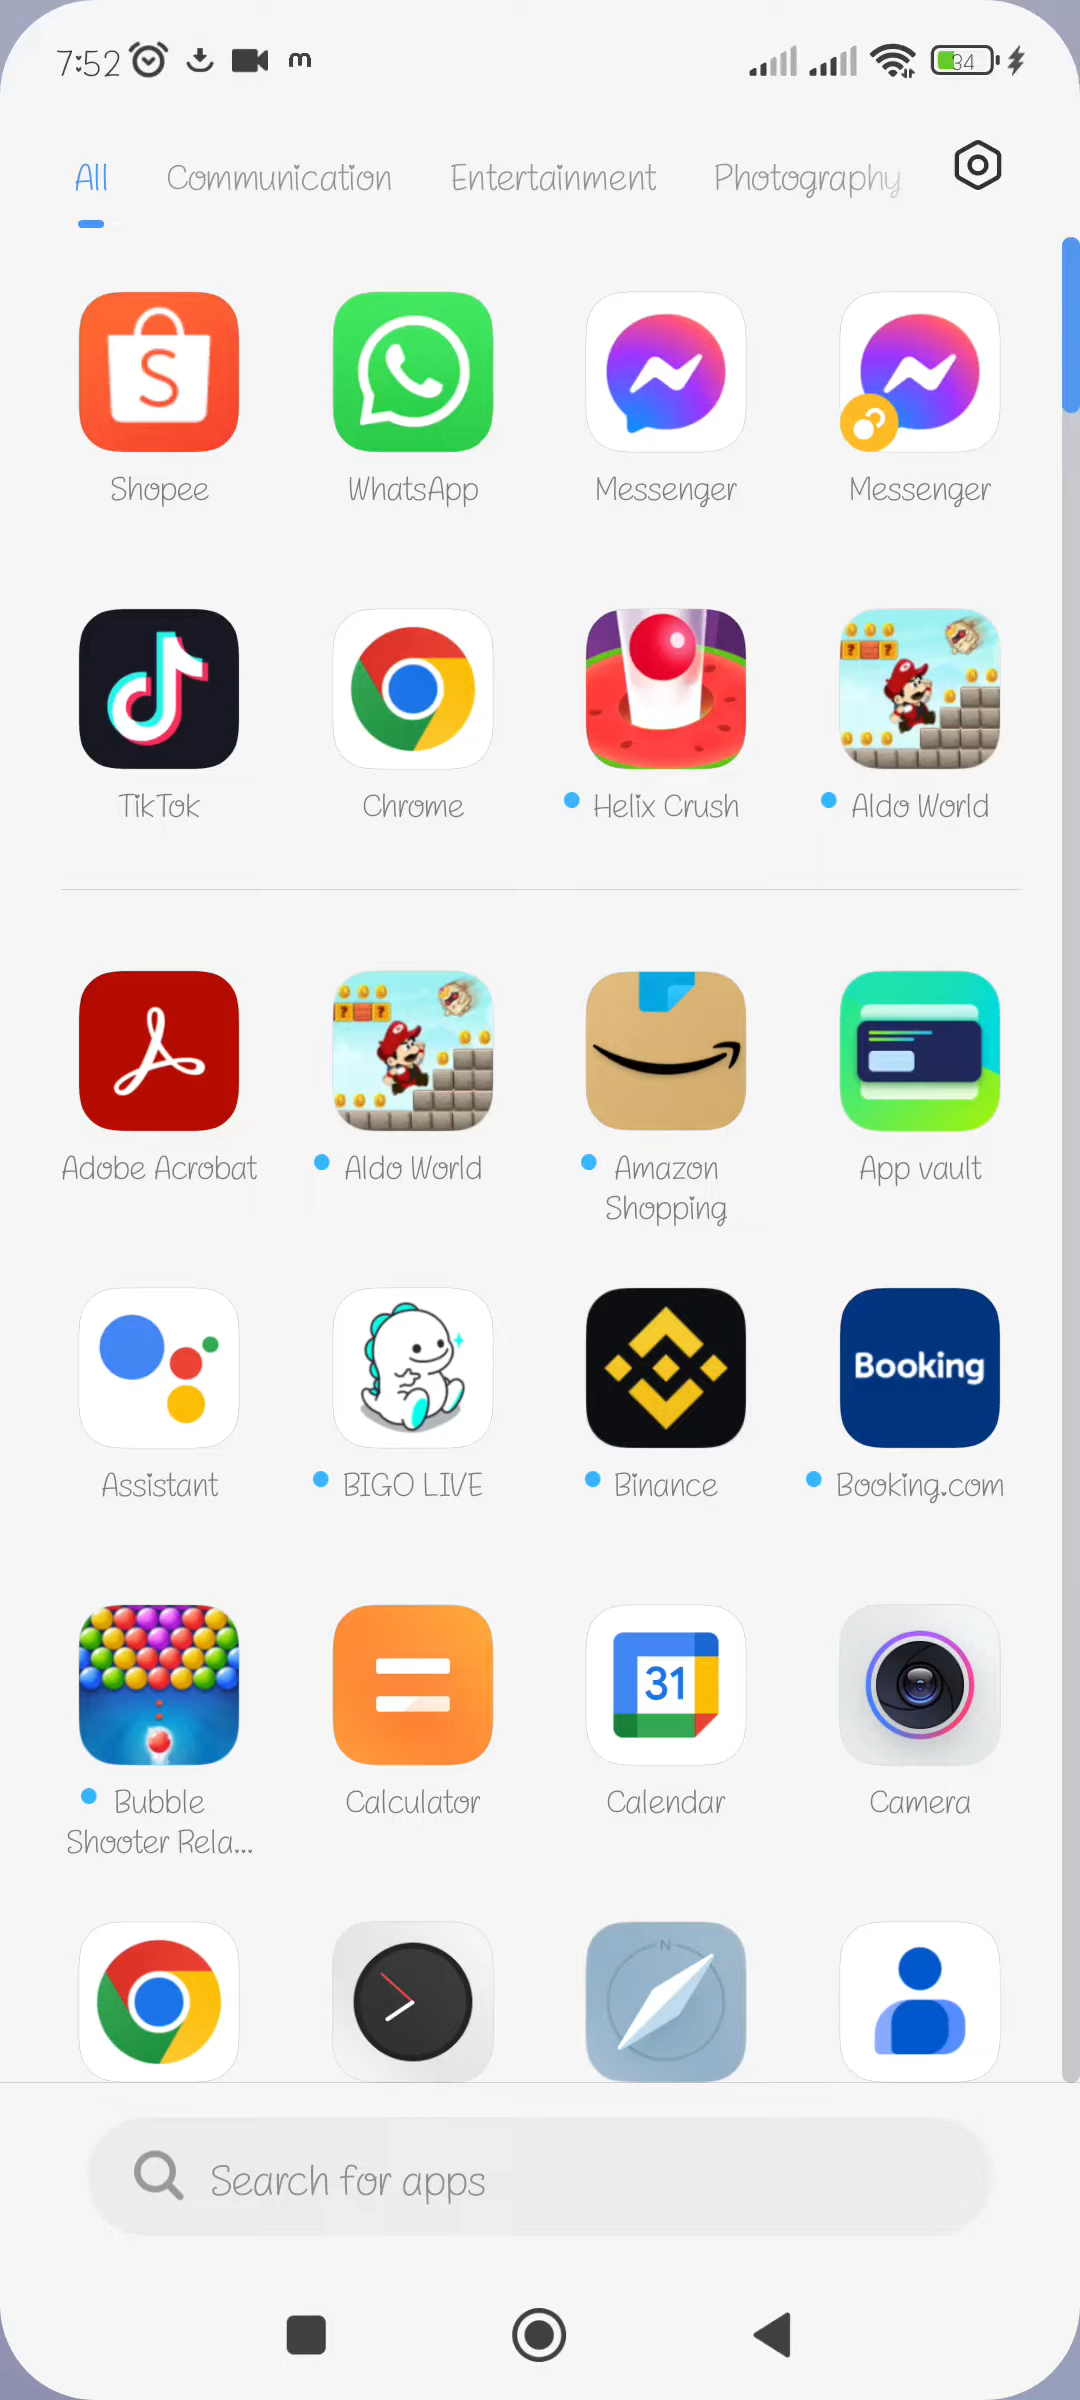 7:52
m
34
All Communication Entertainment Photography
S
Shopee WhatsApp Messenger Messenger
? ?
TikTok Chrome Helix Crush Aldo World
? ?
Adobe Acrobat Aldo World Amazon Shopping App vault
Booking
Assistant BIGO LIVE Binance Booking.com
31
Bubble Shooter Rela... Calculator Calendar Camera
N
Search for apps